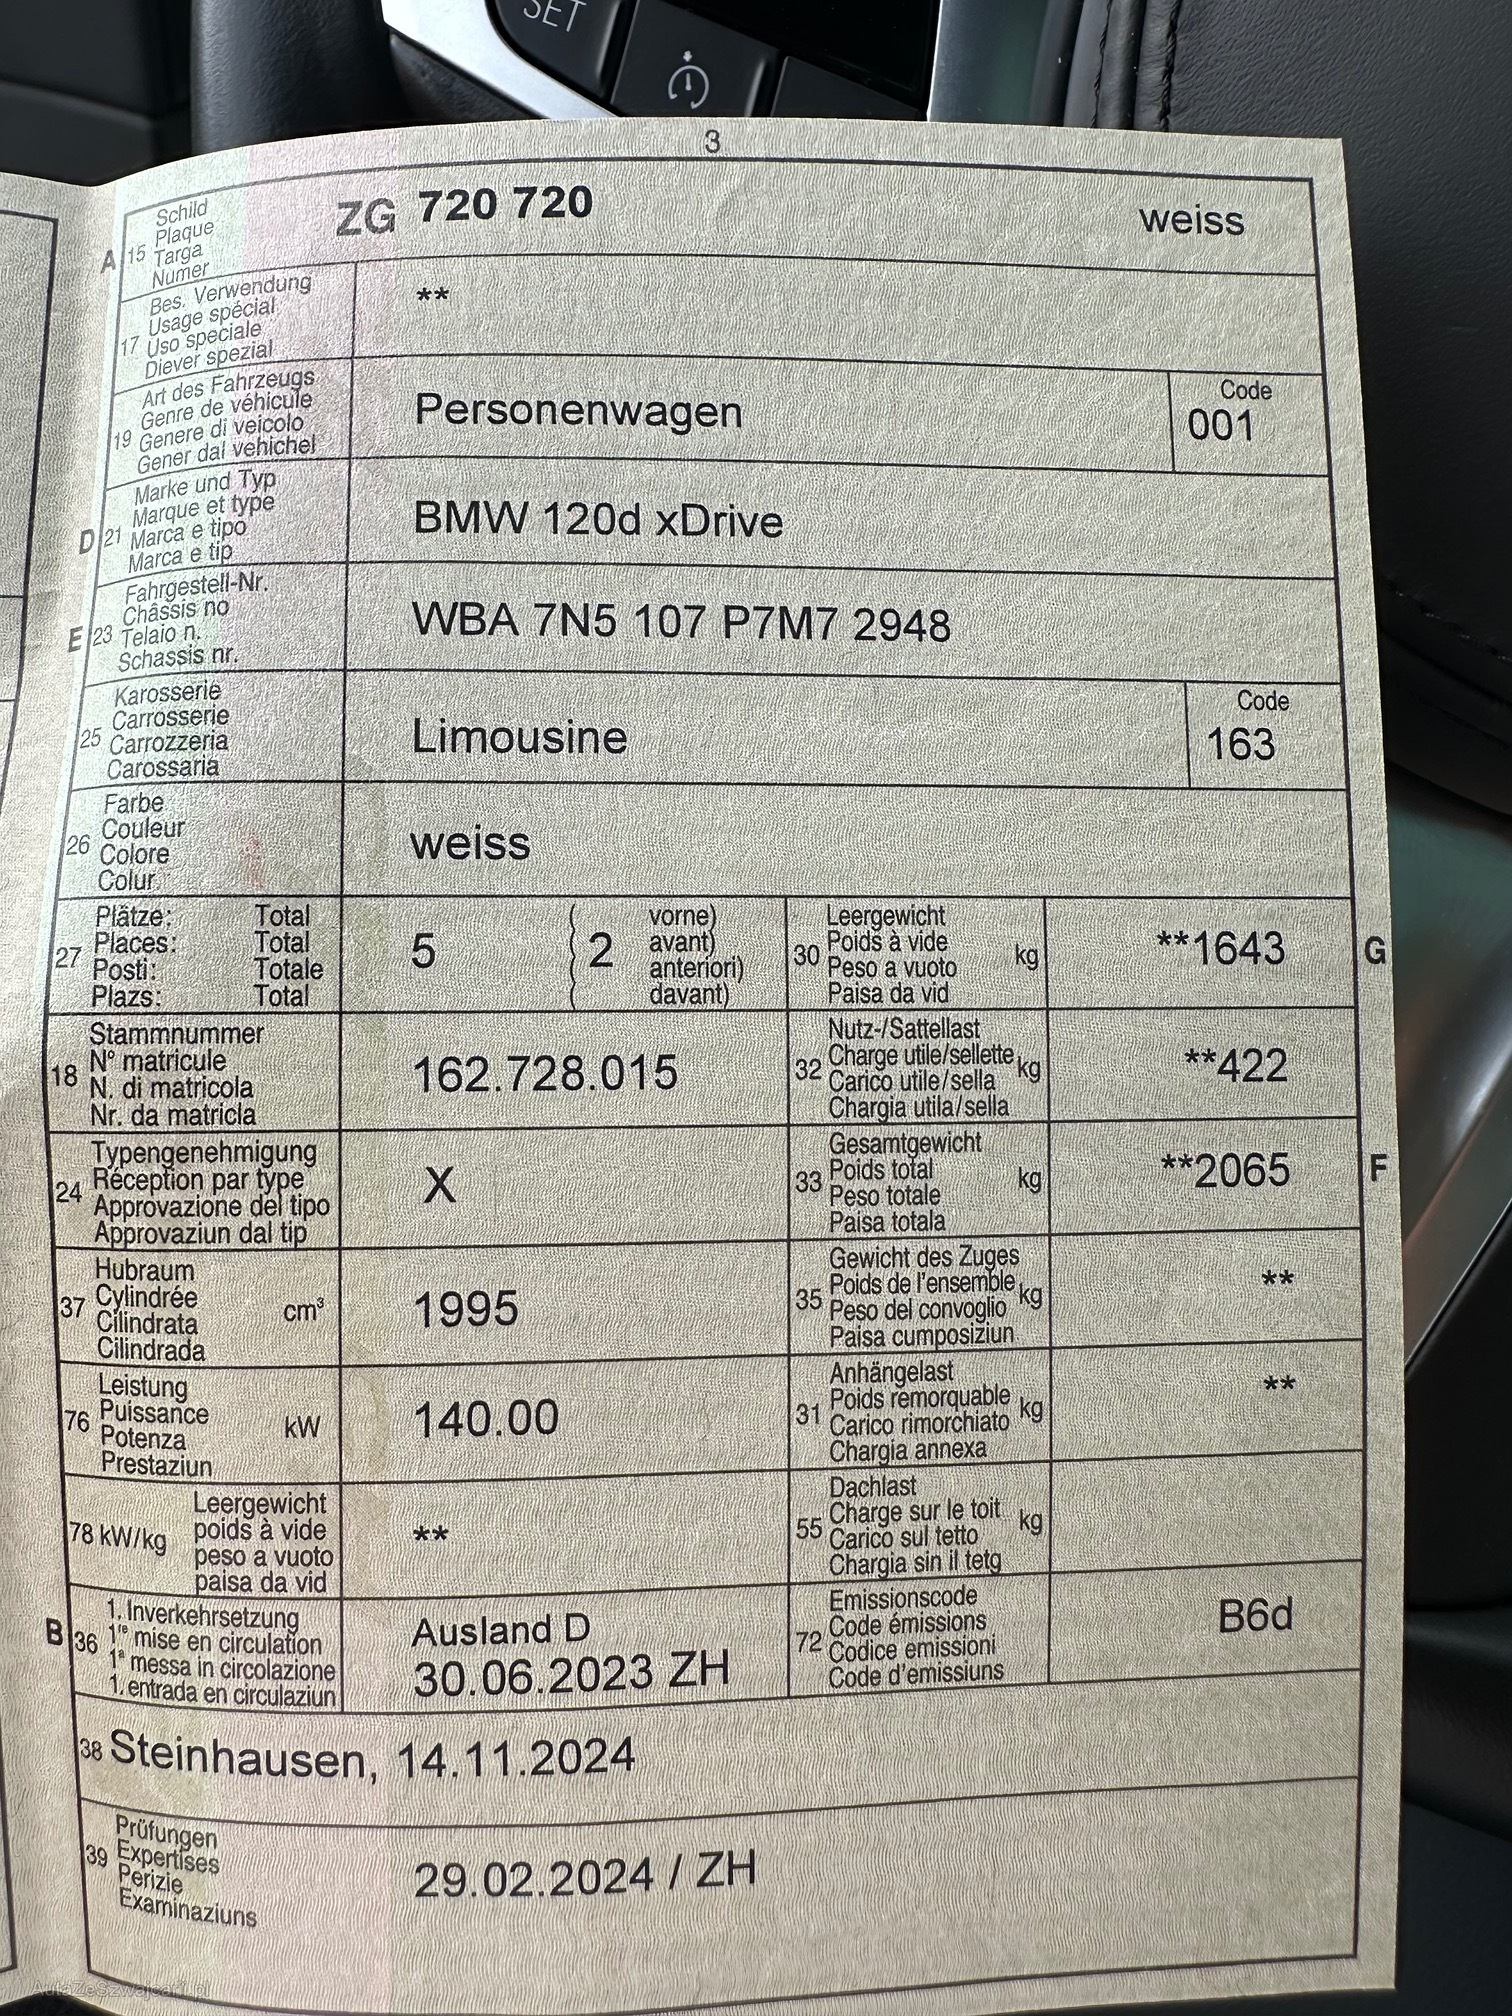 SET
3
A 15 Schild
Plaque
Targa
Numer
ZG 720 720 weiss
17 Bes. Verwendung
Usage spécial
Uso speciale
Diever spezial
**
19 Art des Fahrzeugs
Genre de véhicule
Genere di veicolo
Gener dal vehichel
Personenwagen
Code
001
D 21 Marke und Typ
Marque et type
Marca e tipo
Marca e tip
BMW 120d xDrive
E 23 Fahrgestell-Nr.
Châssis no
Telaio n.
Schassis nr.
WBA 7N5 107 P7M7 2948
25 Karosserie
Carrosserie
Carrozzeria
Carossaria
Limousine
Code
163
26 Farbe
Couleur
Colore
Colur
weiss
27 Plätze: Total
Places: Total
Posti: Totale
Plazs: Total
5 ( 2 vorne)
( avant)
( anteriori)
( davant)
30 Leergewicht
Poids à vide kg
Peso a vuoto
Paisa da vid
**1643 G
18 Stammnummer
N° matricule
N. di matricola
Nr. da matricla
162.728.015
32 Nutz-/Sattellast
Charge utile/sellette kg
Carico utile/sella
Chargia utila/sella
**422
24 Typengenehmigung
Réception par type
Approvazione del tipo
Approvaziun dal tip
X
33 Gesamtgewicht
Poids total kg
Peso totale
Paisa totala
**2065 F
37 Hubraum
Cylindrée cm³
Cilindrata
Cilindrada
1995
35 Gewicht des Zuges
Poids de l'ensemble kg
Peso del convoglio
Paisa cumposiziun
**
76 Leistung
Puissance kW
Potenza
Prestaziun
140.00
31 Anhängelast
Poids remorquable kg
Carico rimorchiato
Chargia annexa
**
78 kW/kg Leergewicht
poids à vide
peso a vuoto
paisa da vid
**
55 Dachlast
Charge sur le toit kg
Carico sul tetto
Chargia sin il tetg
B 36 1. Inverkehrsetzung
1re mise en circulation
1a messa in circolazione
1. entrada en circulaziun
Ausland D
30.06.2023 ZH
72 Emissionscode
Code émissions
Codice emissioni
Code d'emissiuns
B6d
38 Steinhausen, 14.11.2024
39 Prüfungen
Expertises
Perizie
Examinaziuns
29.02.2024 / ZH
AutaZeSzwajcarii.pl